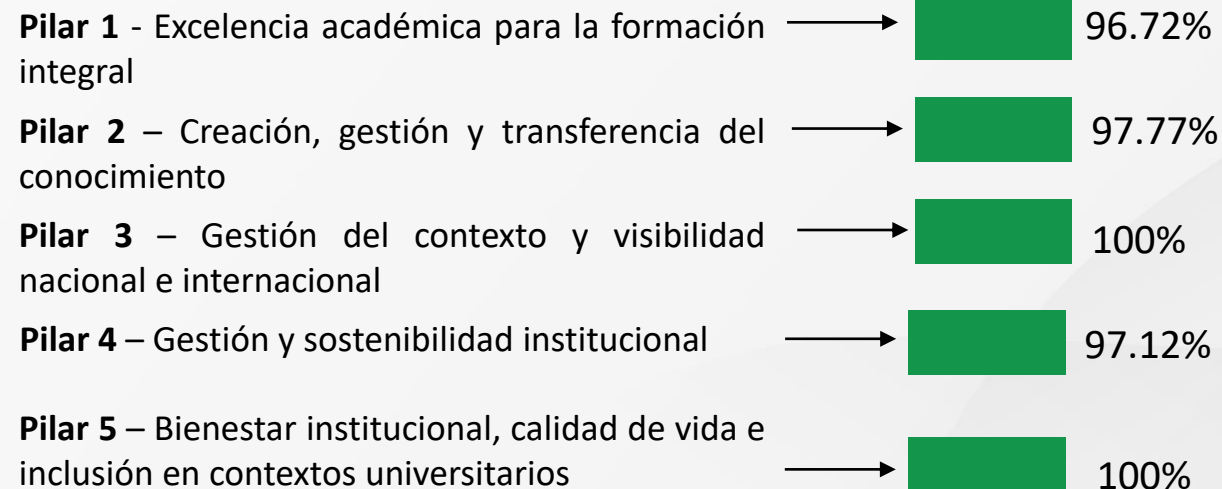 Pilar 1 - Excelencia académica para la formación
integral
96.72%
Pilar 2 – Creación, gestión y transferencia del
conocimiento
97.77%
Pilar 3 – Gestión del contexto y visibilidad
nacional e internacional
100%
Pilar 4 – Gestión y sostenibilidad institucional
97.12%
Pilar 5 – Bienestar institucional, calidad de vida e
inclusión en contextos universitarios
100%